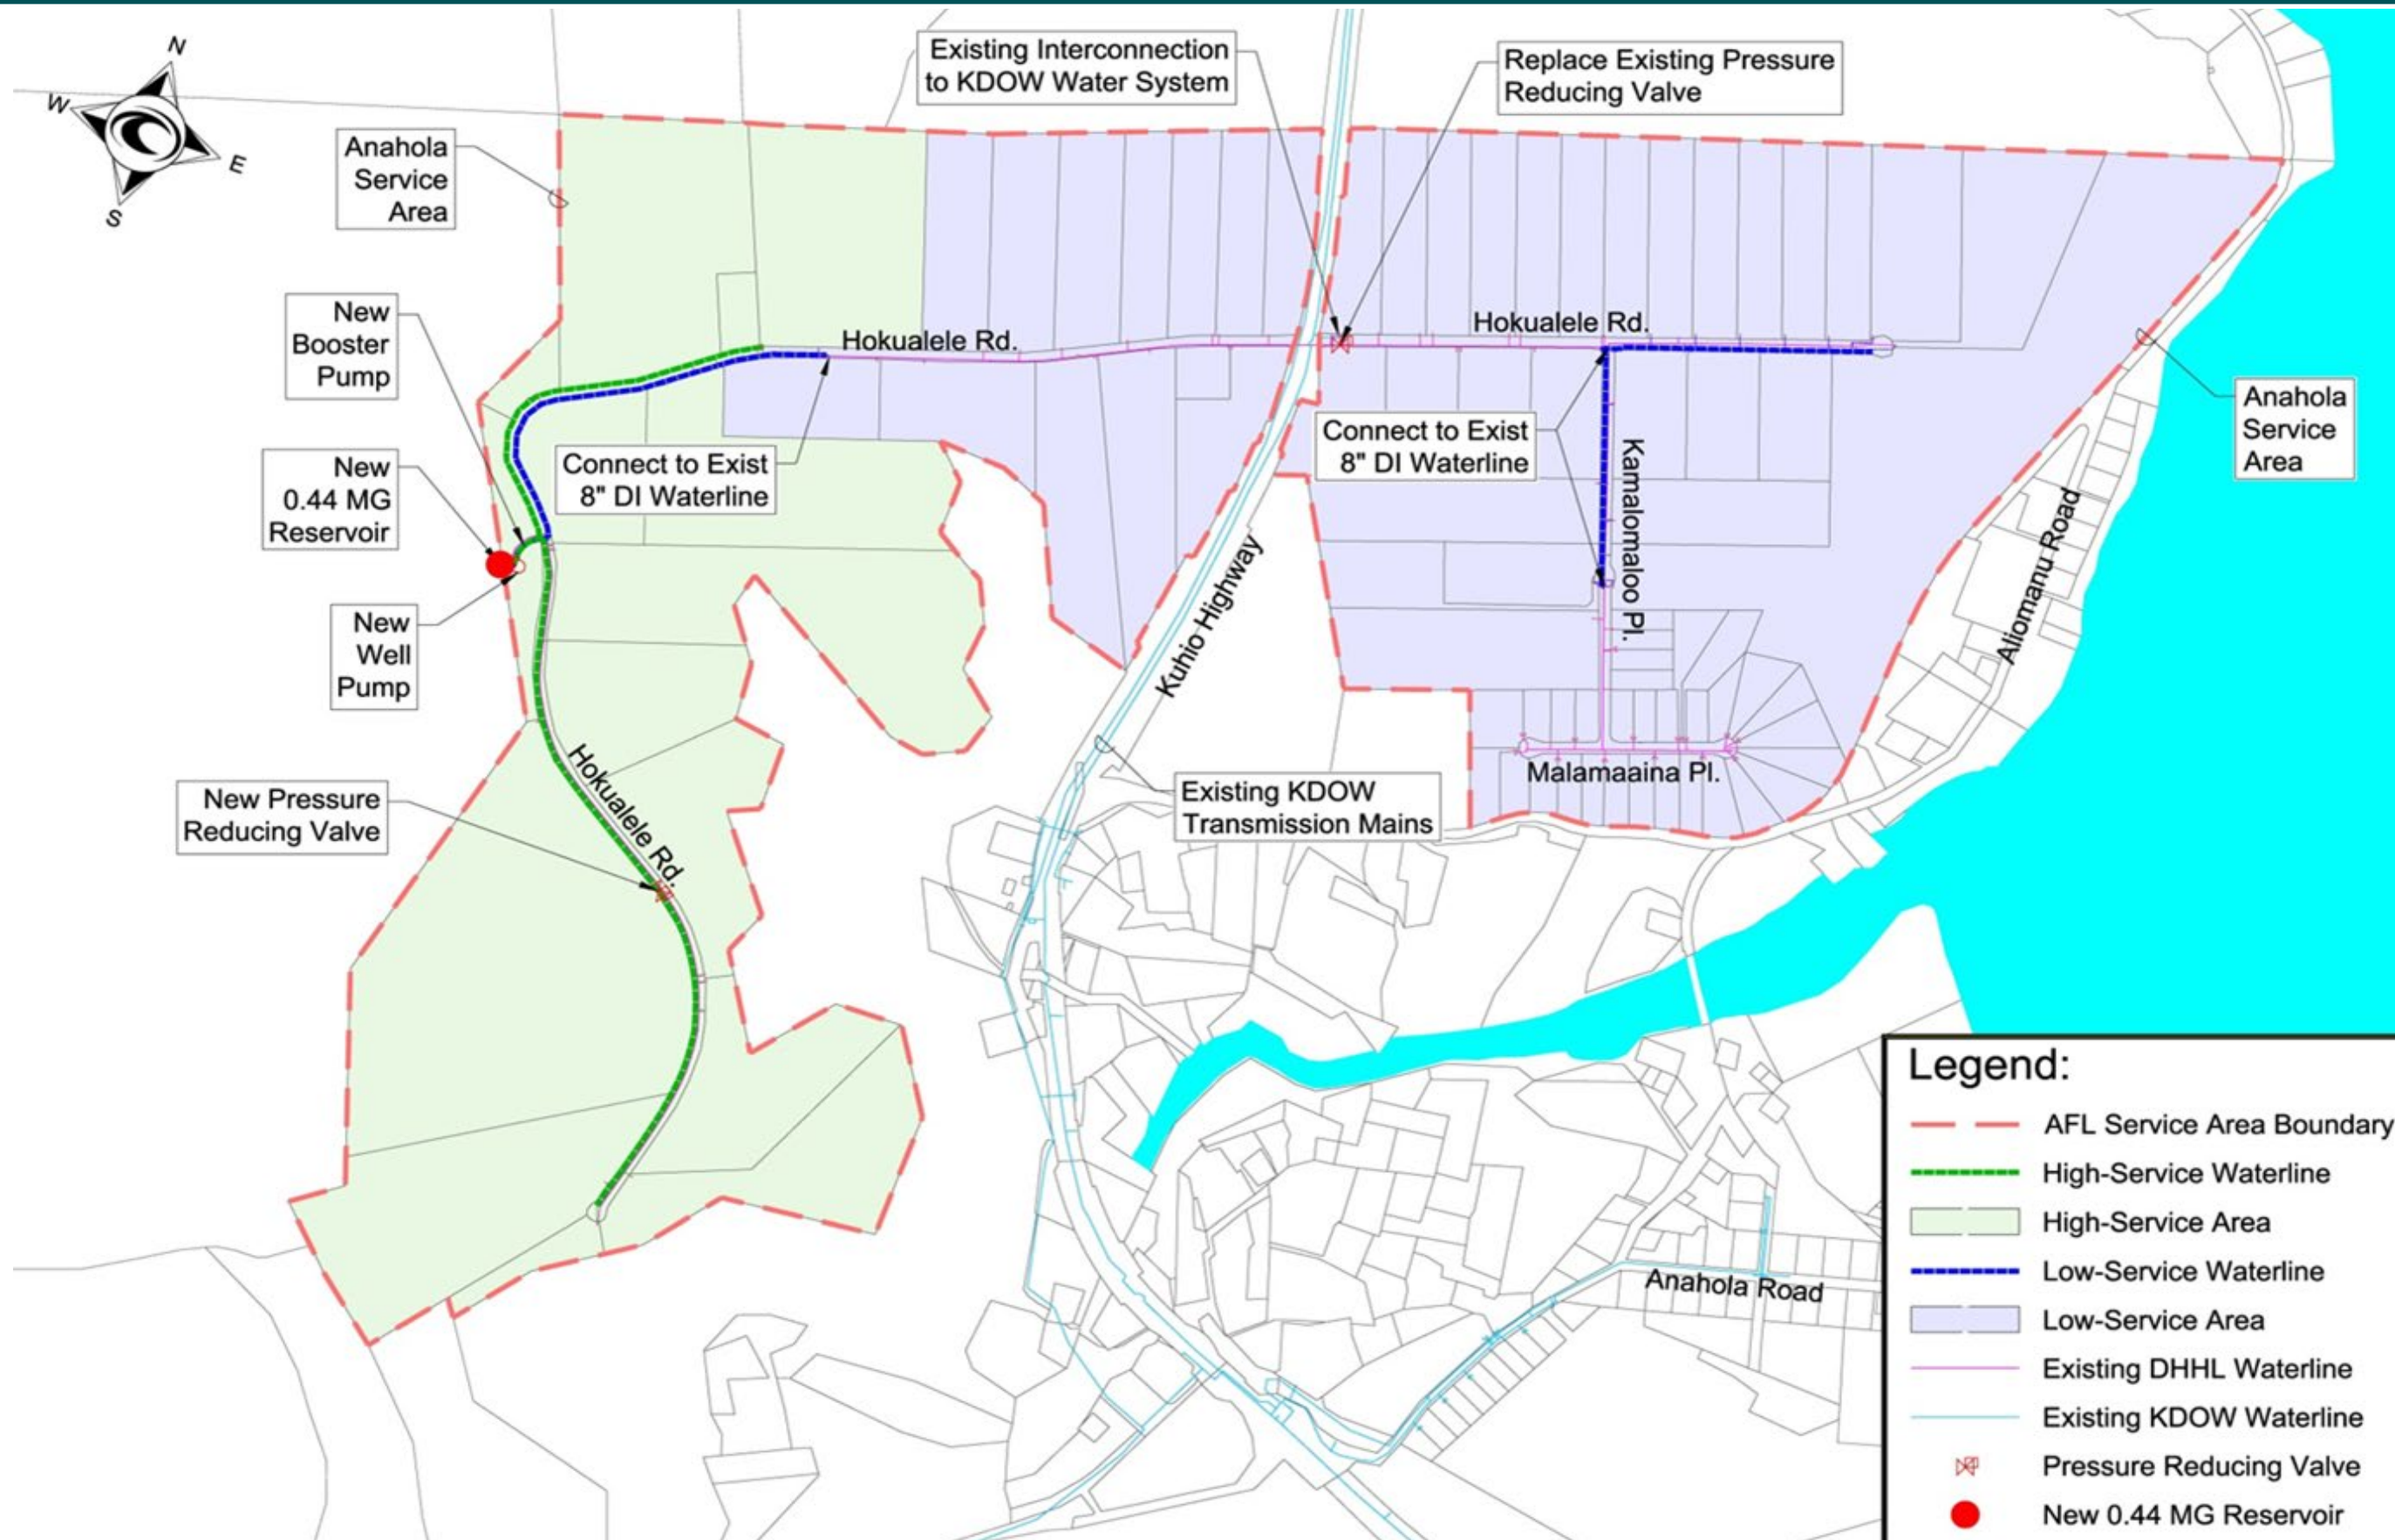 N
W
E
S
Existing Interconnection
to KDOW Water System
Replace Existing Pressure
Reducing Valve
Anahola
Service
Area
New
Booster
Pump
Hokualele Rd.
Hokualele Rd.
New
0.44 MG
Reservoir
Connect to Exist
8" DI Waterline
Connect to Exist
8" DI Waterline
Anahola
Service
Area
Kamalomaloo Pl.
Kuhio Highway
Aliomanu Road
New
Well
Pump
Hokualele Rd.
New Pressure
Reducing Valve
Malamaaina Pl.
Existing KDOW
Transmission Mains
Anahola Road
Legend:
AFL Service Area Boundary
High-Service Waterline
High-Service Area
Low-Service Waterline
Low-Service Area
Existing DHHL Waterline
Existing KDOW Waterline
Pressure Reducing Valve
New 0.44 MG Reservoir